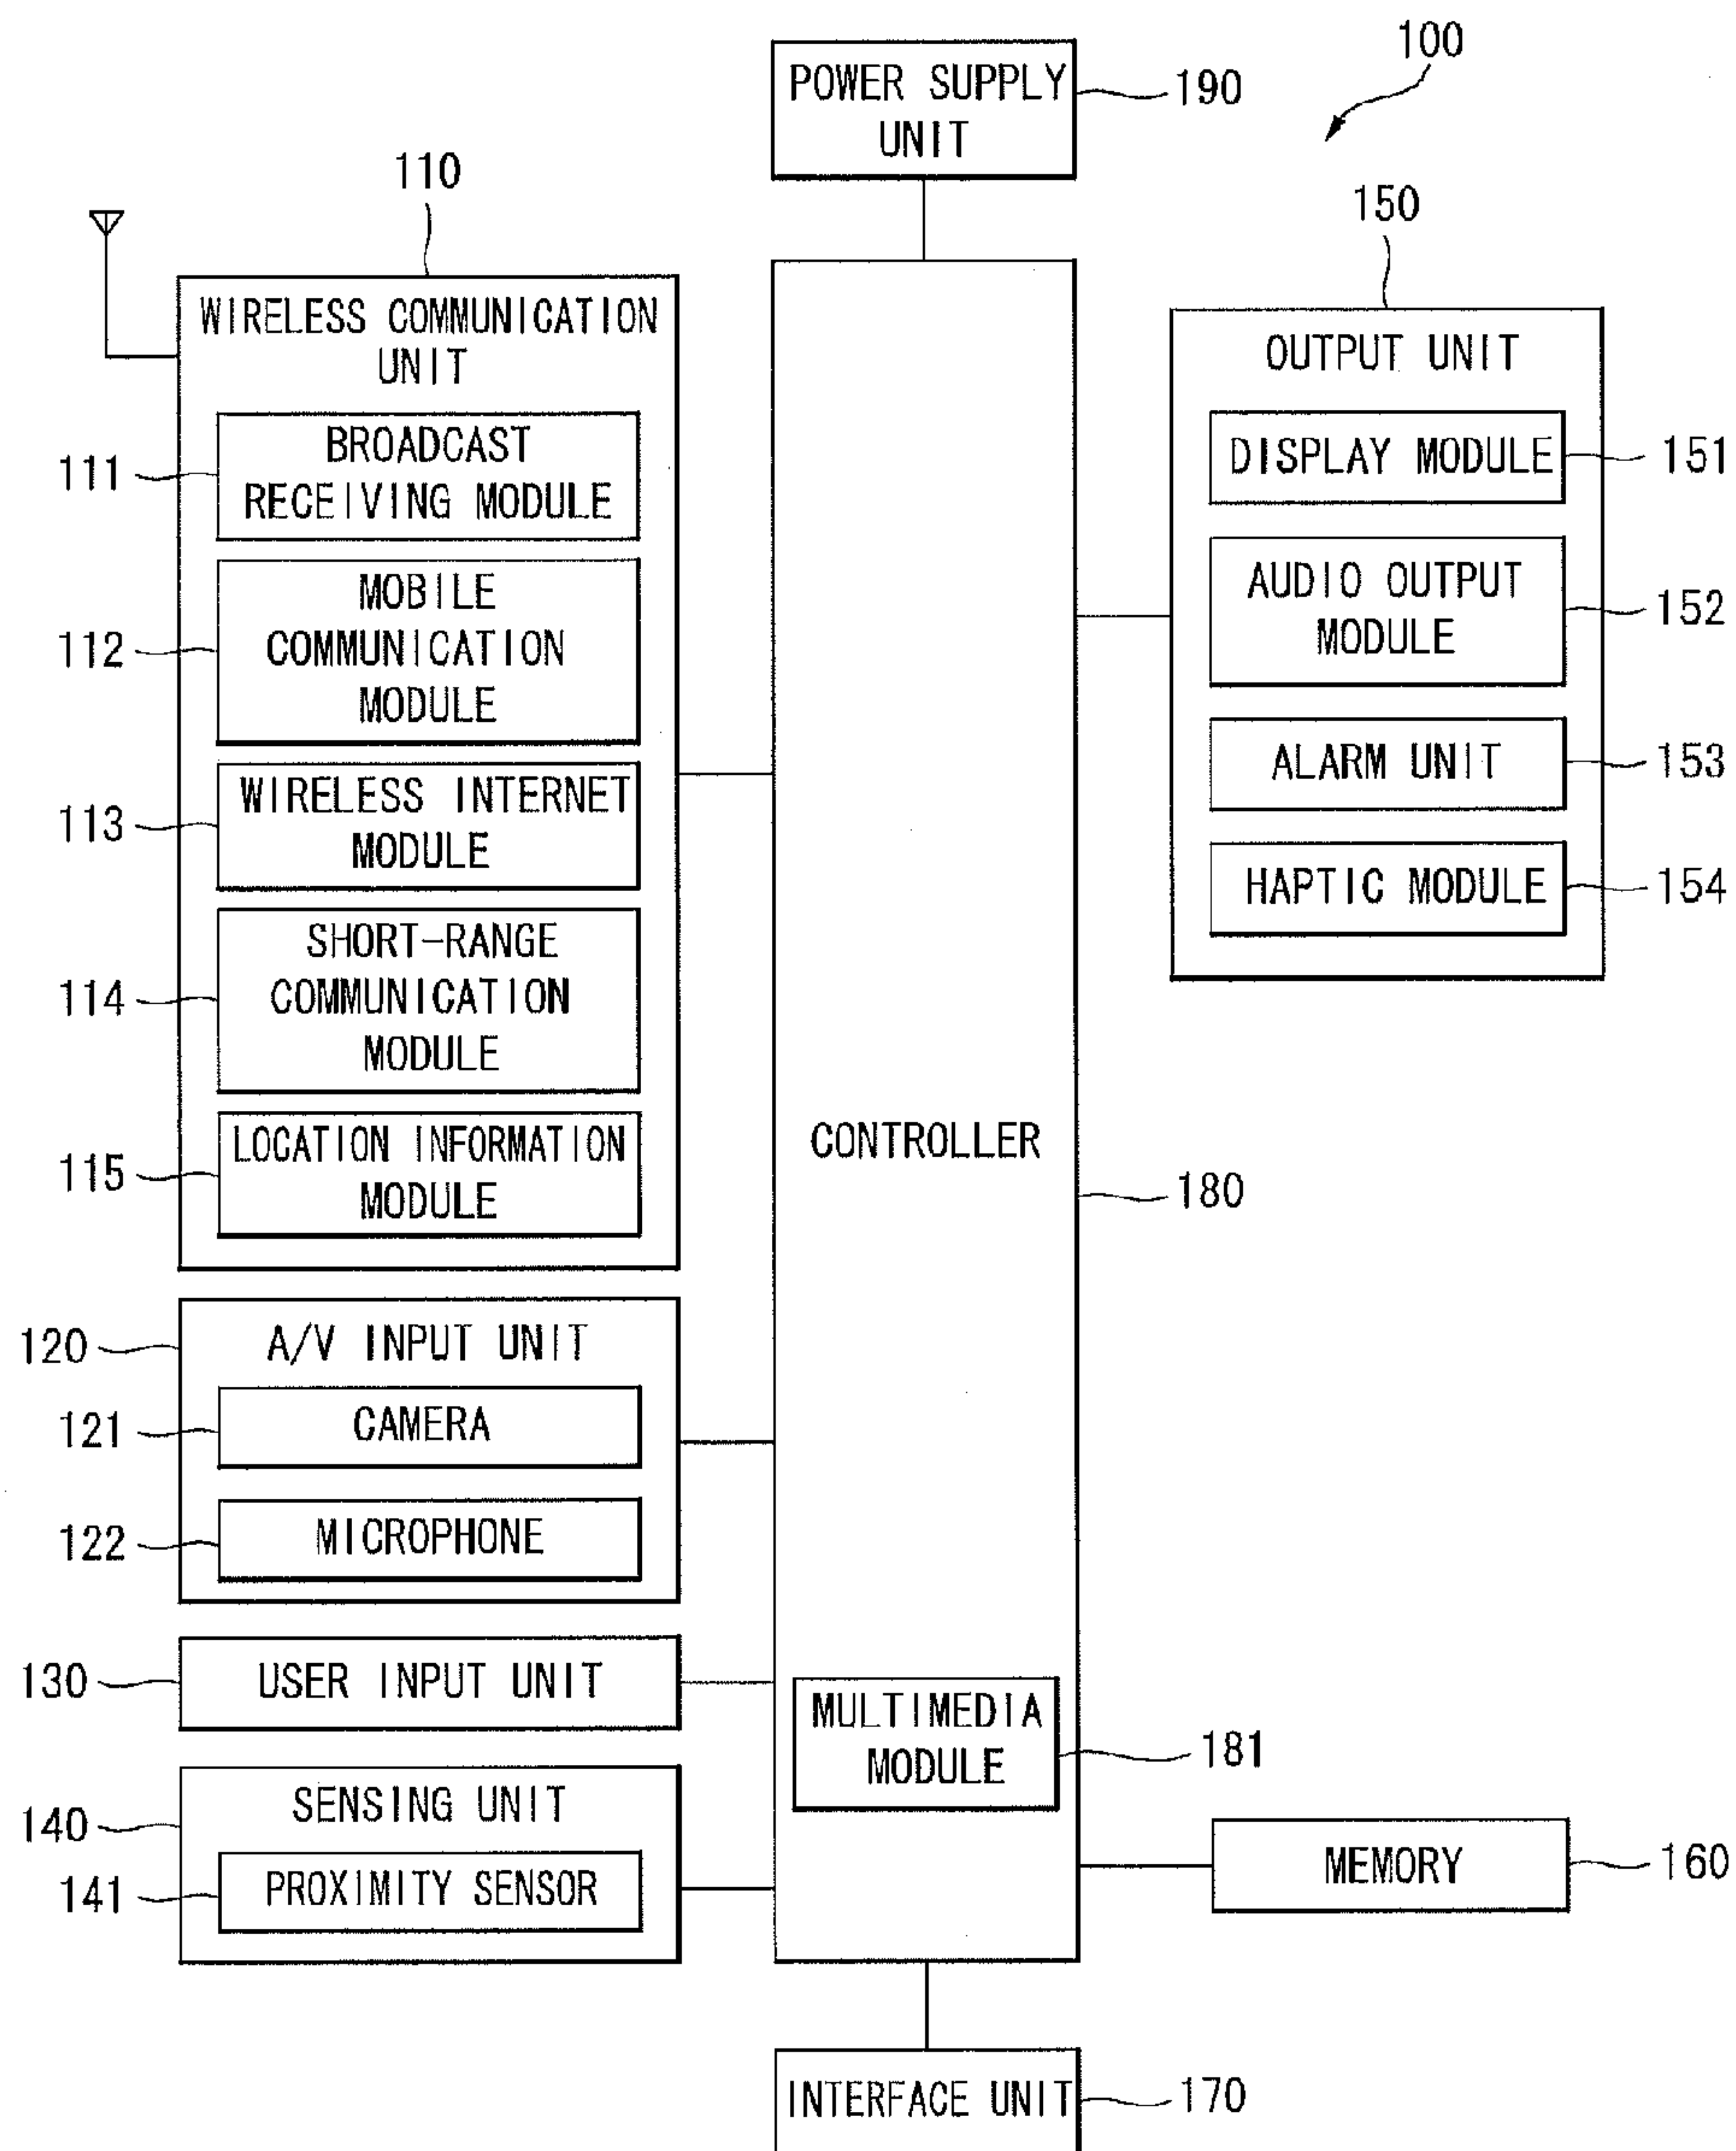 100
POWER SUPPLY
UNIT
190
110
150
WIRELESS COMMUNICATION
UNIT
BROADCAST
RECEIVING MODULE
111
MOBILE
COMMUNICATION
MODULE
112
WIRELESS INTERNET
MODULE
113
SHORT-RANGE
COMMUNICATION
MODULE
114
LOCATION INFORMATION
MODULE
115
120
A/V INPUT UNIT
121
CAMERA
122
MICROPHONE
130
USER INPUT UNIT
140
SENSING UNIT
141
PROXIMITY SENSOR
CONTROLLER
180
MULTIMEDIA
MODULE
181
OUTPUT UNIT
DISPLAY MODULE
151
AUDIO OUTPUT
MODULE
152
ALARM UNIT
153
HAPTIC MODULE
154
MEMORY
160
INTERFACE UNIT
170